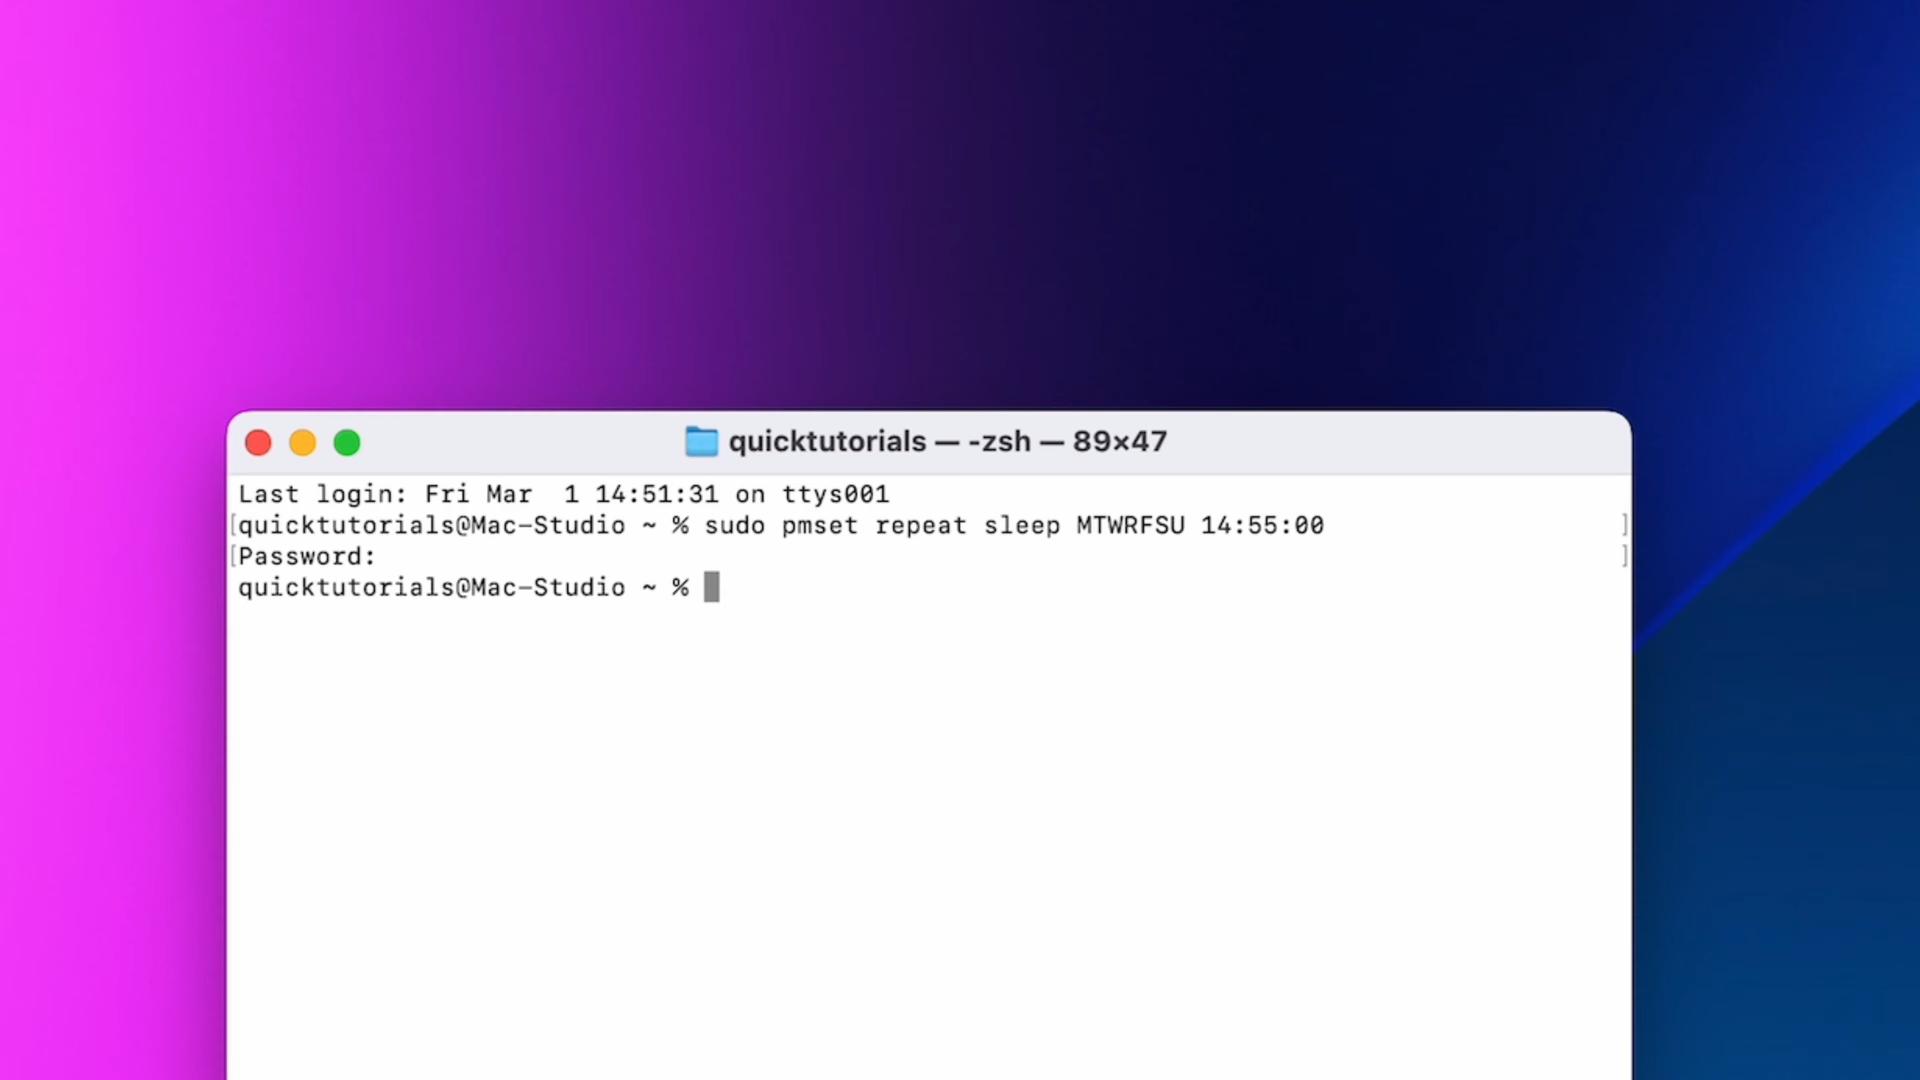 quicktutorials — -zsh — 89×47
Last login: Fri Mar  1 14:51:31 on ttys001
[quicktutorials@Mac-Studio ~ % sudo pmset repeat sleep MTWRFSU 14:55:00 ]
[Password: ]
quicktutorials@Mac-Studio ~ %